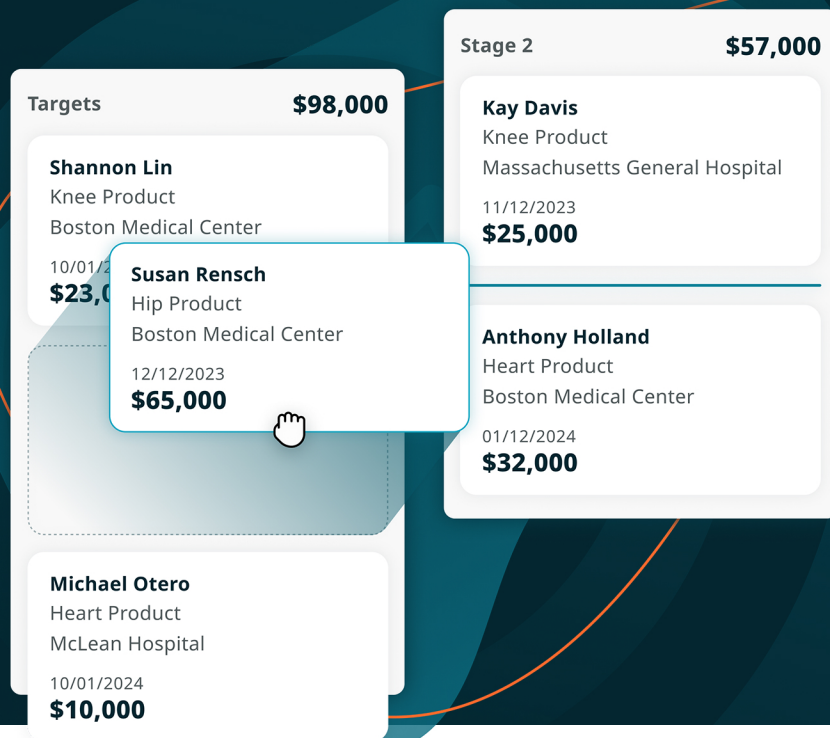 Targets
$98,000
Shannon Lin
Knee Product
Boston Medical Center
Susan Rensch
Hip Product
Boston Medical Center
12/12/2023
$65,000
Michael Otero
Heart Product
McLean Hospital
10/01/2024
$10,000
Stage 2
$57,000
Kay Davis
Knee Product
Massachusetts General Hospital
11/12/2023
$25,000
Anthony Holland
Heart Product
Boston Medical Center
01/12/2024
$32,000